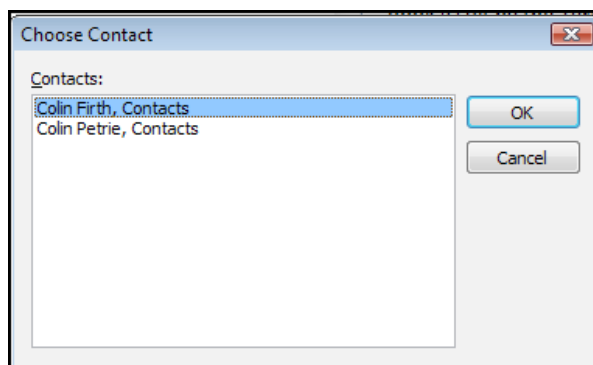 Choose Contact
Contacts:
Colin Firth, Contacts
Colin Petrie, Contacts
OK
Cancel